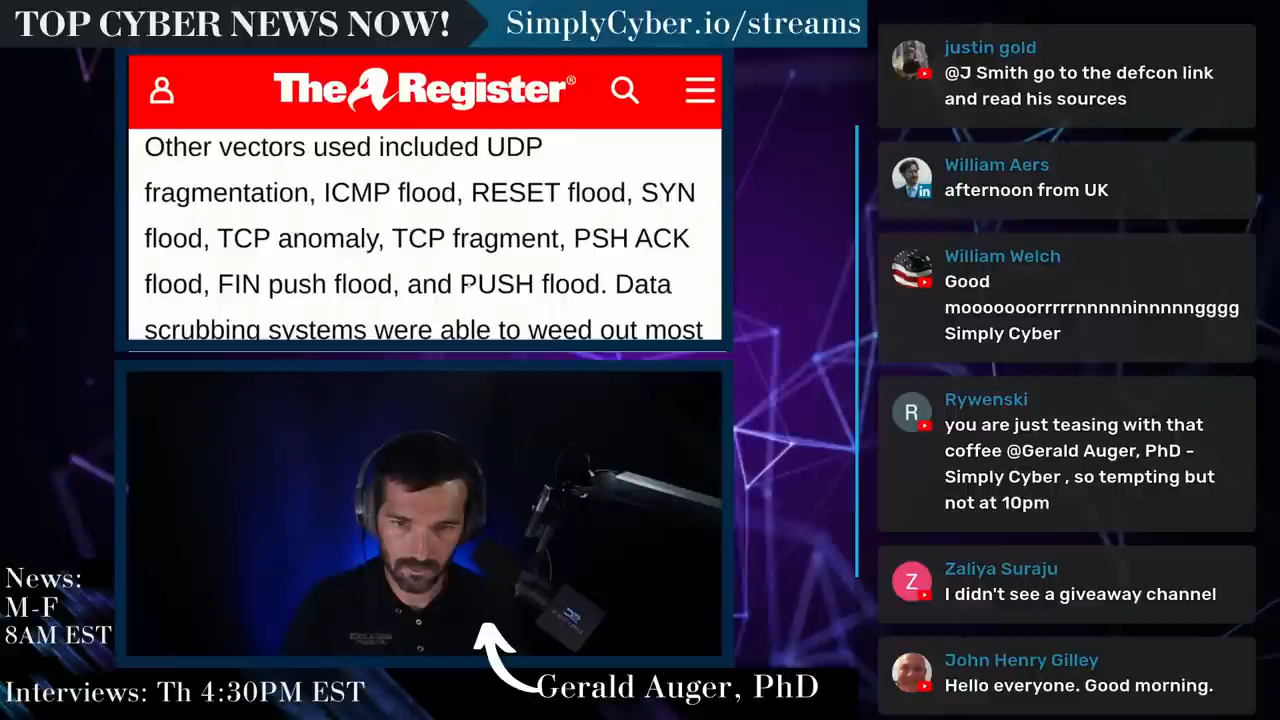 TOP CYBER NEWS NOW!
SimplyCyber.io/streams
The Register®
Other vectors used included UDP
fragmentation, ICMP flood, RESET flood, SYN
flood, TCP anomaly, TCP fragment, PSH ACK
flood, FIN push flood, and PUSH flood. Data
scrubbing systems were able to weed out most
News:
M-F
8AM EST
Interviews: Th 4:30PM EST
Gerald Auger, PhD
justin gold
@J Smith go to the defcon link
and read his sources
William Aers
afternoon from UK
William Welch
Good
mooooooorrrrrnnnnninnnnngggg
Simply Cyber
R
Rywenski
you are just teasing with that
coffee @Gerald Auger, PhD -
Simply Cyber , so tempting but
not at 10pm
Z
Zaliya Suraju
I didn't see a giveaway channel
John Henry Gilley
Hello everyone. Good morning.